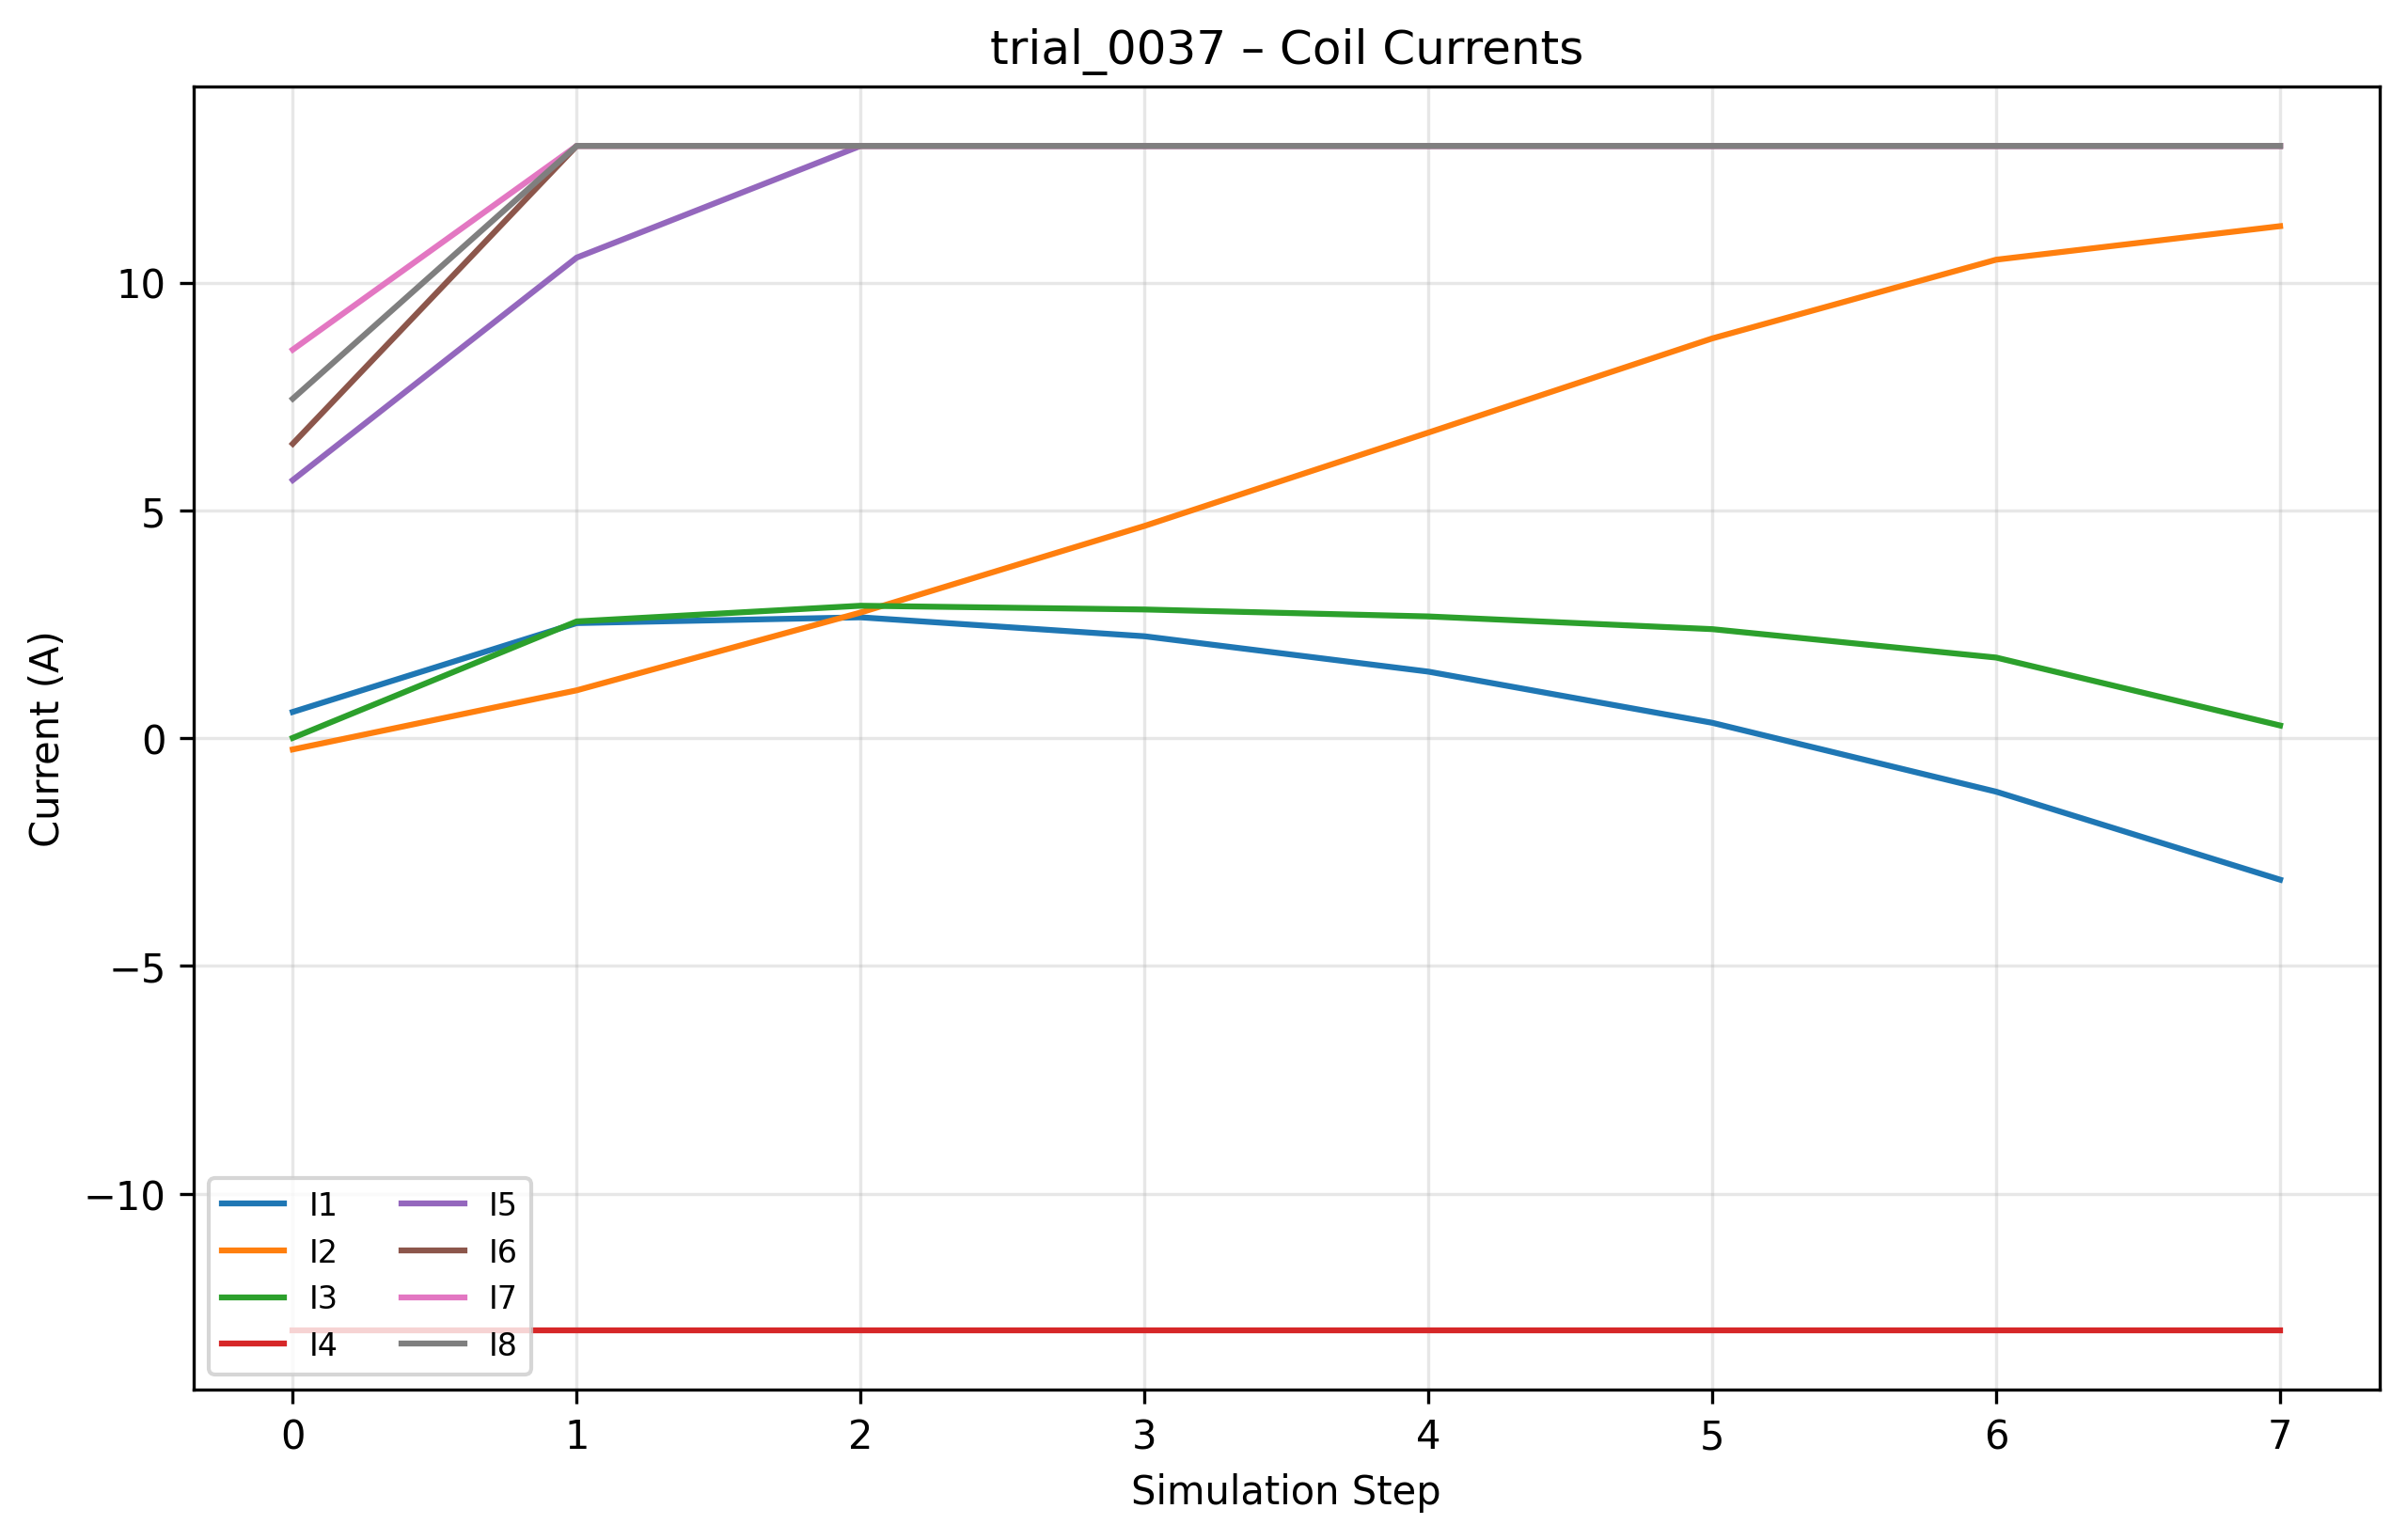 trial_0037 – Coil Currents
Current (A)
10
5
0
−5
−10
I1
I2
I3
I4
I5
I6
I7
I8
0 1 2 3 4 5 6 7
Simulation Step